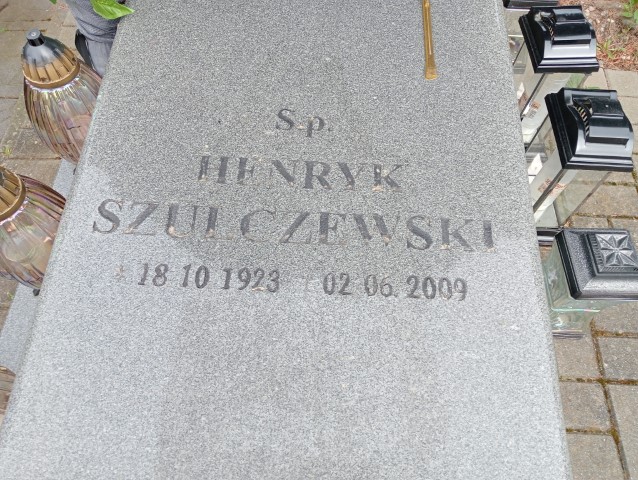 Ś.p.
HENRYK
SZULCZEWSKI
* 18 10 1923 † 02 06. 2009